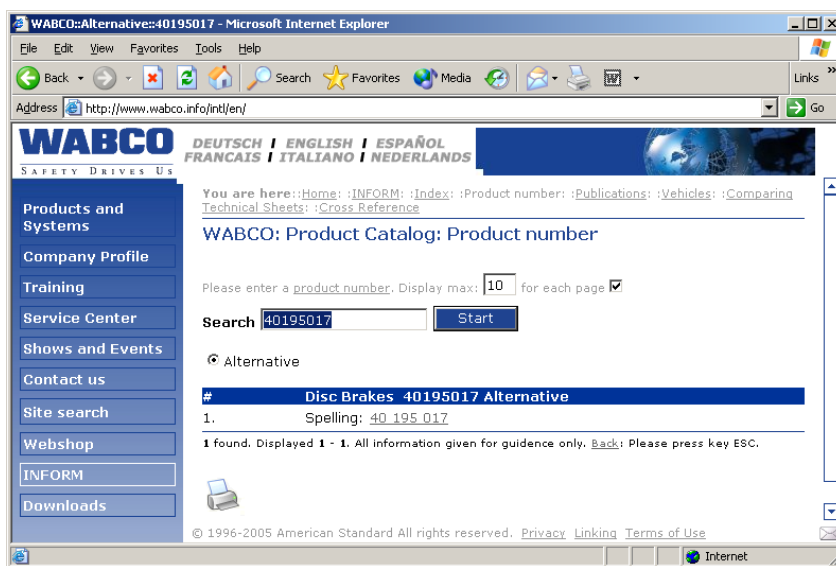 WABCO::Alternative::40195017 - Microsoft Internet Explorer
File Edit View Favorites Tools Help
Back Search Favorites Media Links »
Address http://www.wabco.info/intl/en/ Go
WABCO
SAFETY DRIVES US
DEUTSCH I ENGLISH I ESPAÑOL
FRANCAIS I ITALIANO I NEDERLANDS
Products and
Systems
Company Profile
Training
Service Center
Shows and Events
Contact us
Site search
Webshop
INFORM
Downloads
You are here::Home: :INFORM: :Index: :Product number: :Publications: :Vehicles: :Comparing
Technical Sheets: :Cross Reference
WABCO: Product Catalog: Product number
Please enter a product number. Display max: 10 for each page
Search 40195017 Start
Alternative
# Disc Brakes 40195017 Alternative
1. Spelling: 40 195 017
1 found. Displayed 1 - 1. All information given for guidence only. Back: Please press key ESC.
© 1996-2005 American Standard All rights reserved. Privacy Linking Terms of Use
Internet